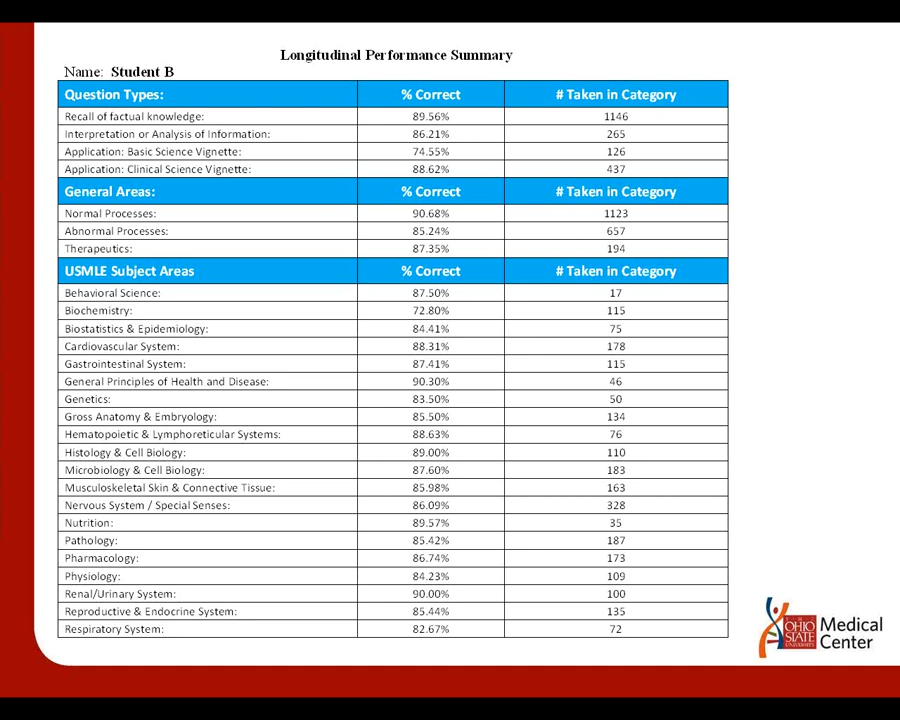 Longitudinal Performance Summary
Name: Student B
Question Types: % Correct # Taken in Category
Recall of factual knowledge: 89.56% 1146
Interpretation or Analysis of Information: 86.21% 265
Application: Basic Science Vignette: 74.55% 126
Application: Clinical Science Vignette: 88.62% 437
General Areas: % Correct # Taken in Category
Normal Processes: 90.68% 1123
Abnormal Processes: 85.24% 657
Therapeutics: 87.35% 194
USMLE Subject Areas % Correct # Taken in Category
Behavioral Science: 87.50% 17
Biochemistry: 72.80% 115
Biostatistics & Epidemiology: 84.41% 75
Cardiovascular System: 88.31% 178
Gastrointestinal System: 87.41% 115
General Principles of Health and Disease: 90.30% 46
Genetics: 83.50% 50
Gross Anatomy & Embryology: 85.50% 134
Hematopoietic & Lymphoreticular Systems: 88.63% 76
Histology & Cell Biology: 89.00% 110
Microbiology & Cell Biology: 87.60% 183
Musculoskeletal Skin & Connective Tissue: 85.98% 163
Nervous System / Special Senses: 86.09% 328
Nutrition: 89.57% 35
Pathology: 85.42% 187
Pharmacology: 86.74% 173
Physiology: 84.23% 109
Renal/Urinary System: 90.00% 100
Reproductive & Endocrine System: 85.44% 135
Respiratory System: 82.67% 72
OHIO
STATE
UNIVERSITY
Medical
Center